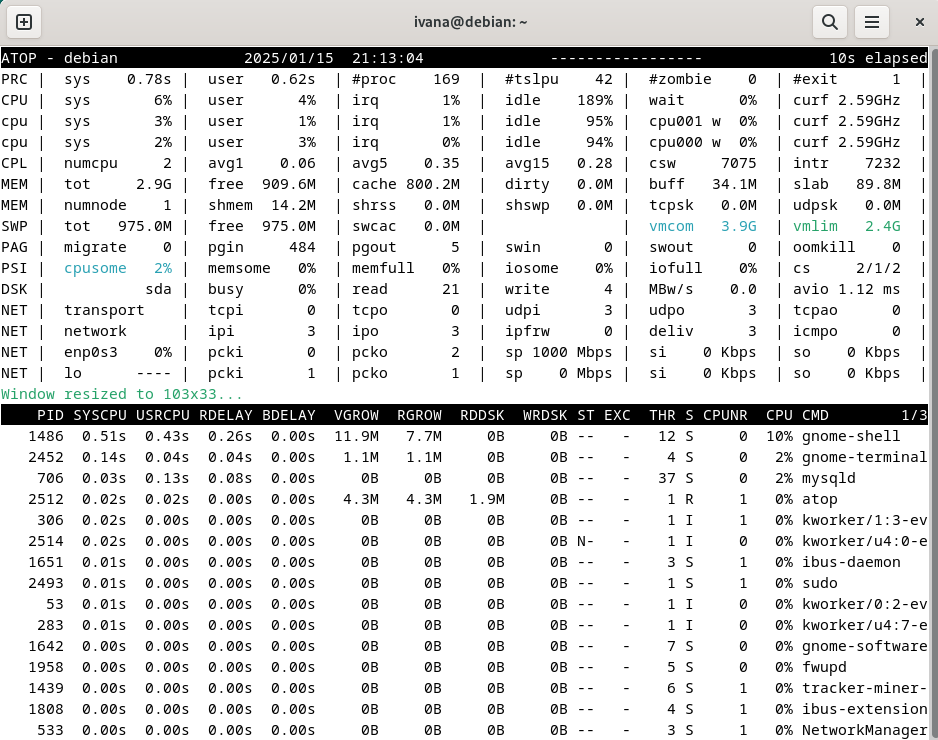 ivana@debian: ~
ATOP - debian 2025/01/15 21:13:04 ----------------- 10s elapsed
PRC | sys 0.78s | user 0.62s | #proc 169 | #tslpu 42 | #zombie 0 | #exit 1 |
CPU | sys 6% | user 4% | irq 1% | idle 189% | wait 0% | curf 2.59GHz |
cpu | sys 3% | user 1% | irq 1% | idle 95% | cpu001 w 0% | curf 2.59GHz |
cpu | sys 2% | user 3% | irq 0% | idle 94% | cpu000 w 0% | curf 2.59GHz |
CPL | numcpu 2 | avg1 0.06 | avg5 0.35 | avg15 0.28 | csw 7075 | intr 7232 |
MEM | tot 2.9G | free 909.6M | cache 800.2M | dirty 0.0M | buff 34.1M | slab 89.8M |
MEM | numnode 1 | shmem 14.2M | shrss 0.0M | shswp 0.0M | tcpsk 0.0M | udpsk 0.0M |
SWP | tot 975.0M | free 975.0M | swcac 0.0M | | vmcom 3.9G | vmlim 2.4G |
PAG | migrate 0 | pgin 484 | pgout 5 | swin 0 | swout 0 | oomkill 0 |
PSI | cpusome 2% | memsome 0% | memfull 0% | iosome 0% | iofull 0% | cs 2/1/2 |
DSK | sda | busy 0% | read 21 | write 4 | MBw/s 0.0 | avio 1.12 ms |
NET | transport | tcpi 0 | tcpo 0 | udpi 3 | udpo 3 | tcpao 0 |
NET | network | ipi 3 | ipo 3 | ipfrw 0 | deliv 3 | icmpo 0 |
NET | enp0s3 0% | pcki 0 | pcko 2 | sp 1000 Mbps | si 0 Kbps | so 0 Kbps |
NET | lo ---- | pcki 1 | pcko 1 | sp 0 Mbps | si 0 Kbps | so 0 Kbps |
Window resized to 103x33...
PID SYSCPU USRCPU RDELAY BDELAY VGROW RGROW RDDSK WRDSK ST EXC THR S CPUNR CPU CMD 1/3
1486 0.51s 0.43s 0.26s 0.00s 11.9M 7.7M 0B 0B -- - 12 S 0 10% gnome-shell
2452 0.14s 0.04s 0.04s 0.00s 1.1M 1.1M 0B 0B -- - 4 S 0 2% gnome-terminal
706 0.03s 0.13s 0.08s 0.00s 0B 0B 0B 0B -- - 37 S 0 2% mysqld
2512 0.02s 0.02s 0.00s 0.00s 4.3M 4.3M 1.9M 0B -- - 1 R 1 0% atop
306 0.02s 0.00s 0.00s 0.00s 0B 0B 0B 0B -- - 1 I 1 0% kworker/1:3-ev
2514 0.02s 0.00s 0.00s 0.00s 0B 0B 0B 0B N- - 1 I 0 0% kworker/u4:0-e
1651 0.01s 0.00s 0.00s 0.00s 0B 0B 0B 0B -- - 3 S 1 0% ibus-daemon
2493 0.01s 0.00s 0.00s 0.00s 0B 0B 0B 0B -- - 1 S 1 0% sudo
53 0.01s 0.00s 0.00s 0.00s 0B 0B 0B 0B -- - 1 I 0 0% kworker/0:2-ev
283 0.01s 0.00s 0.00s 0.00s 0B 0B 0B 0B -- - 1 I 1 0% kworker/u4:7-e
1642 0.00s 0.00s 0.00s 0.00s 0B 0B 0B 0B -- - 7 S 0 0% gnome-software
1958 0.00s 0.00s 0.00s 0.00s 0B 0B 0B 0B -- - 5 S 0 0% fwupd
1439 0.00s 0.00s 0.00s 0.00s 0B 0B 0B 0B -- - 6 S 1 0% tracker-miner-
1808 0.00s 0.00s 0.00s 0.00s 0B 0B 0B 0B -- - 4 S 1 0% ibus-extension
533 0.00s 0.00s 0.00s 0.00s 0B 0B 0B 0B -- - 3 S 1 0% NetworkManager